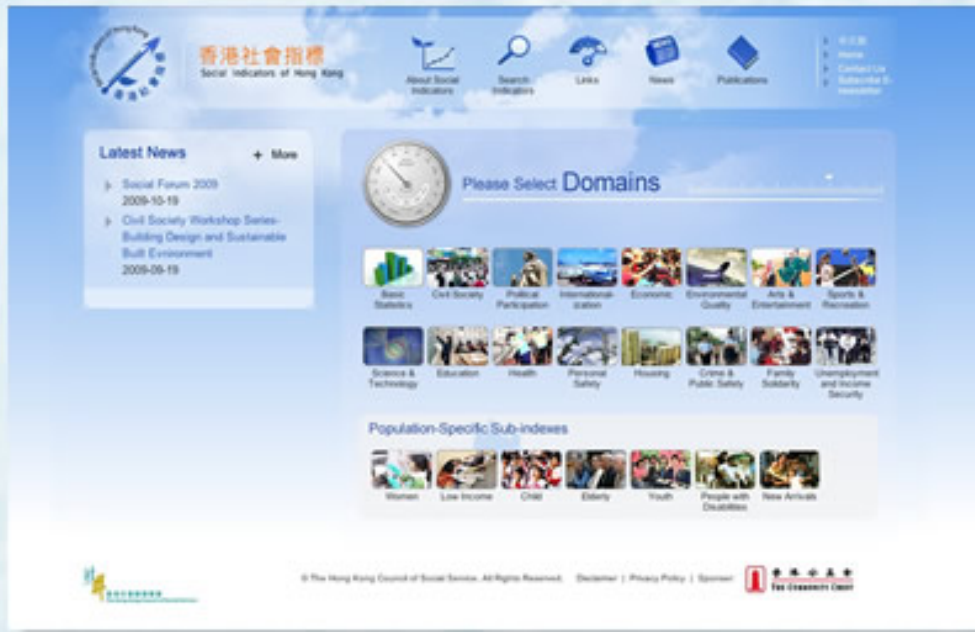 香港社會指標
Social Indicators of Hong Kong
About Social
Indicators
Search
Indicators
Links
News
Publications
Home
Contact Us
Subscribe E-
Newsletter
Latest News
+ More
Social Forum 2009
2009-10-19
Civil Society Workshop Series-
Building Design and Sustainable
Built Evnironment
2009-09-19
Please Select Domains
Basic
Statistics
Civil Society
Political
Participation
International-
ization
Economic
Environmental
Quality
Arts &
Entertainment
Sports &
Recreation
Science &
Technology
Education
Health
Personal
Safety
Housing
Crime &
Public Safety
Family
Solidarity
Unemployment
and Income
Security
Population-Specific Sub-indexes
Women
Low Income
Child
Elderly
Youth
People with
Disabilities
New Arrivals
© The Hong Kong Council of Social Service. All Rights Reserved.
Disclaimer | Privacy Policy | Sponsor:
香港公益金
THE COMMUNITY CHEST